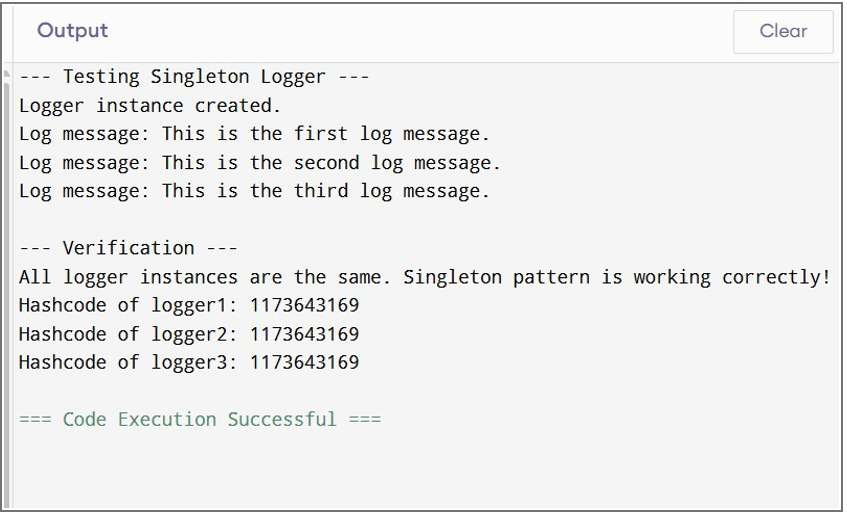 Output
Clear
--- Testing Singleton Logger ---
Logger instance created.
Log message: This is the first log message.
Log message: This is the second log message.
Log message: This is the third log message.
--- Verification ---
All logger instances are the same. Singleton pattern is working correctly!
Hashcode of logger1: 1173643169
Hashcode of logger2: 1173643169
Hashcode of logger3: 1173643169
=== Code Execution Successful ===